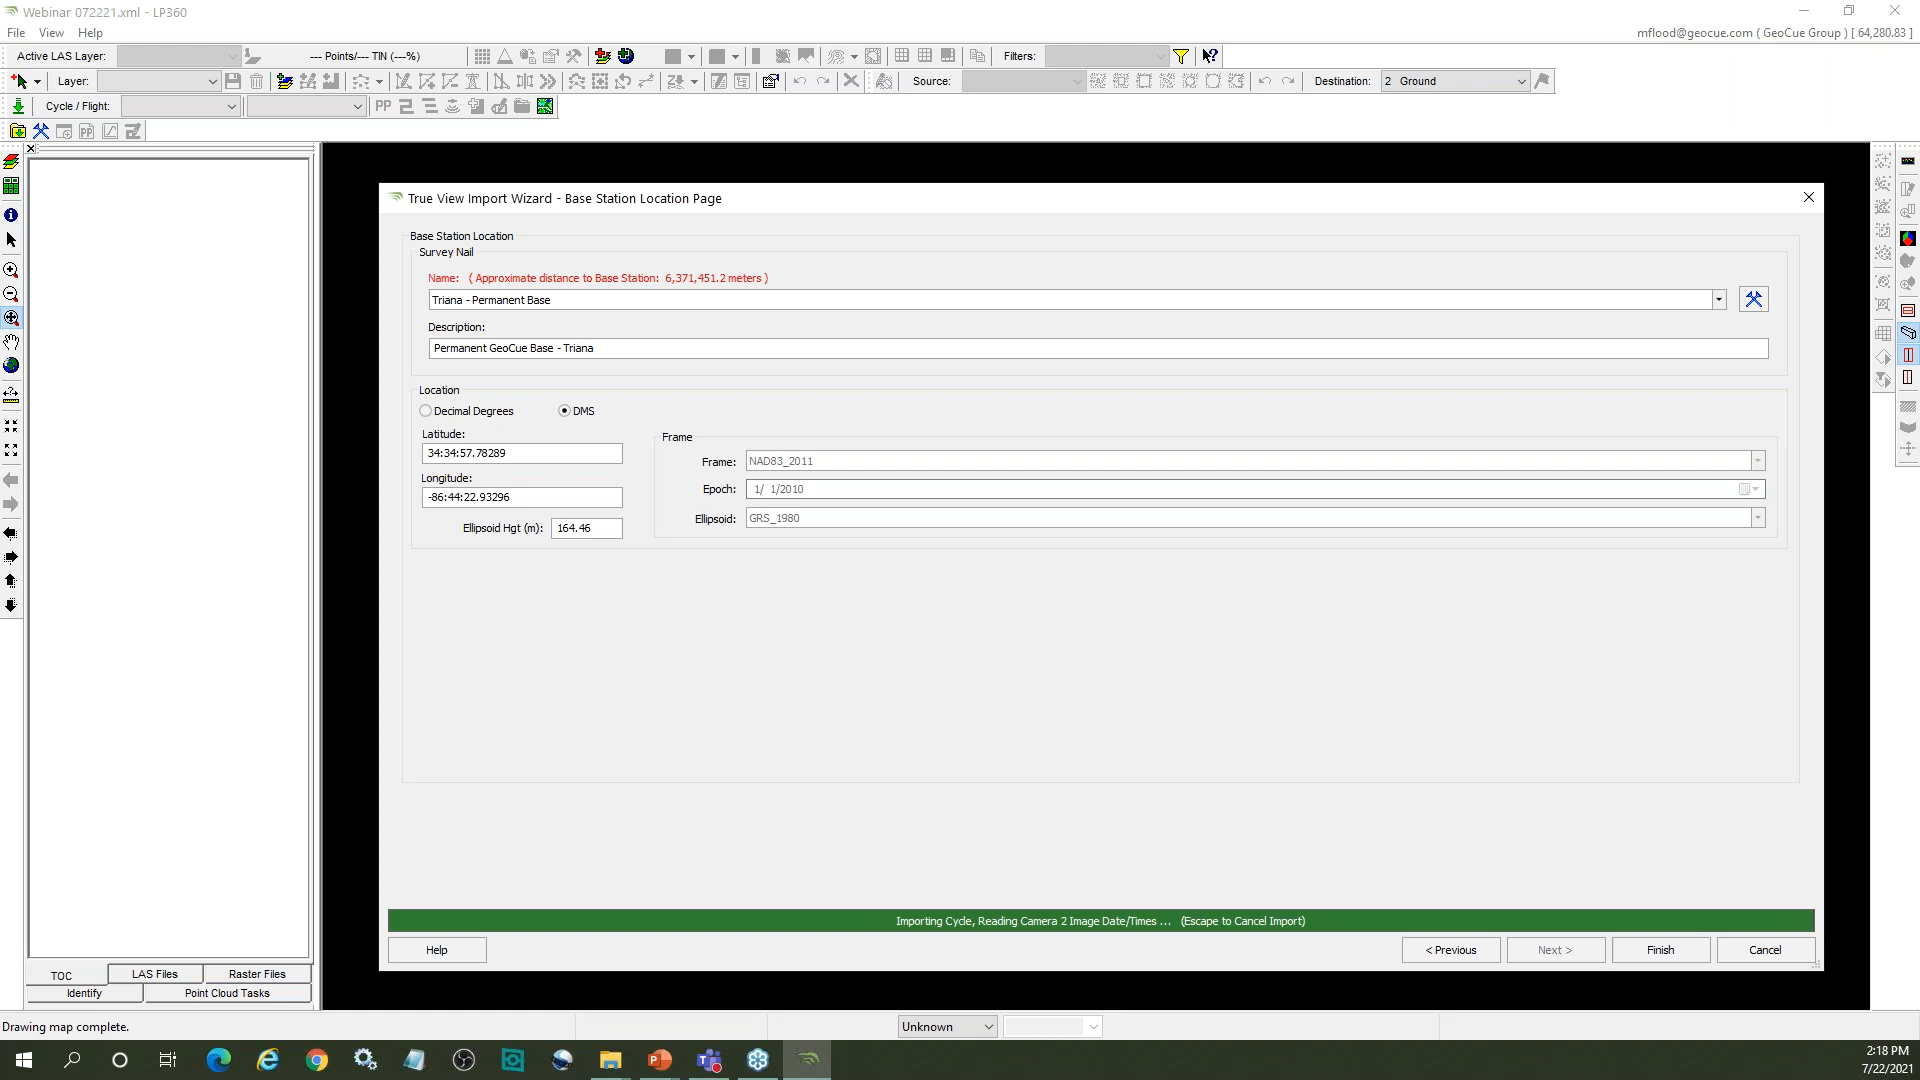 Webinar 072221.xml - LP360
File View Help
mflood@geocue.com ( GeoCue Group ) [ 64,280.83 ]
Active LAS Layer:
--- Points/--- TIN (---%)
Filters:
Layer:
Source:
Destination:
2 Ground
Cycle / Flight:
PP
True View Import Wizard - Base Station Location Page
Base Station Location
Survey Nail
Name: ( Approximate distance to Base Station: 6,371,451.2 meters )
Triana - Permanent Base
Description:
Permanent GeoCue Base - Triana
Location
Decimal Degrees
DMS
Latitude:
34:34:57.78289
Longitude:
-86:44:22.93296
Ellipsoid Hgt (m): 164.46
Frame
Frame: NAD83_2011
Epoch: 1/ 1/2010
Ellipsoid: GRS_1980
Importing Cycle, Reading Camera 2 Image Date/Times ... (Escape to Cancel Import)
Help
< Previous
Next >
Finish
Cancel
TOC
LAS Files
Raster Files
Identify
Point Cloud Tasks
Drawing map complete.
Unknown
2:18 PM
7/22/2021